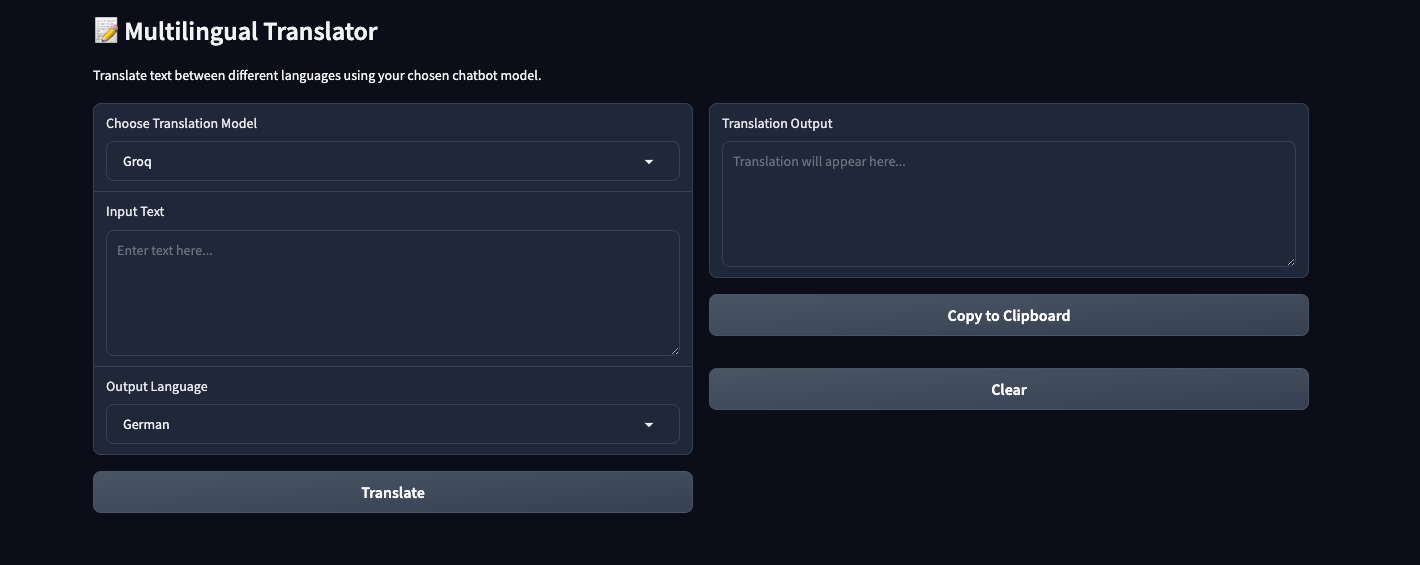 📝 Multilingual Translator
Translate text between different languages using your chosen chatbot model.
Choose Translation Model
Groq
Input Text
Enter text here...
Output Language
German
Translate
Translation Output
Translation will appear here...
Copy to Clipboard
Clear